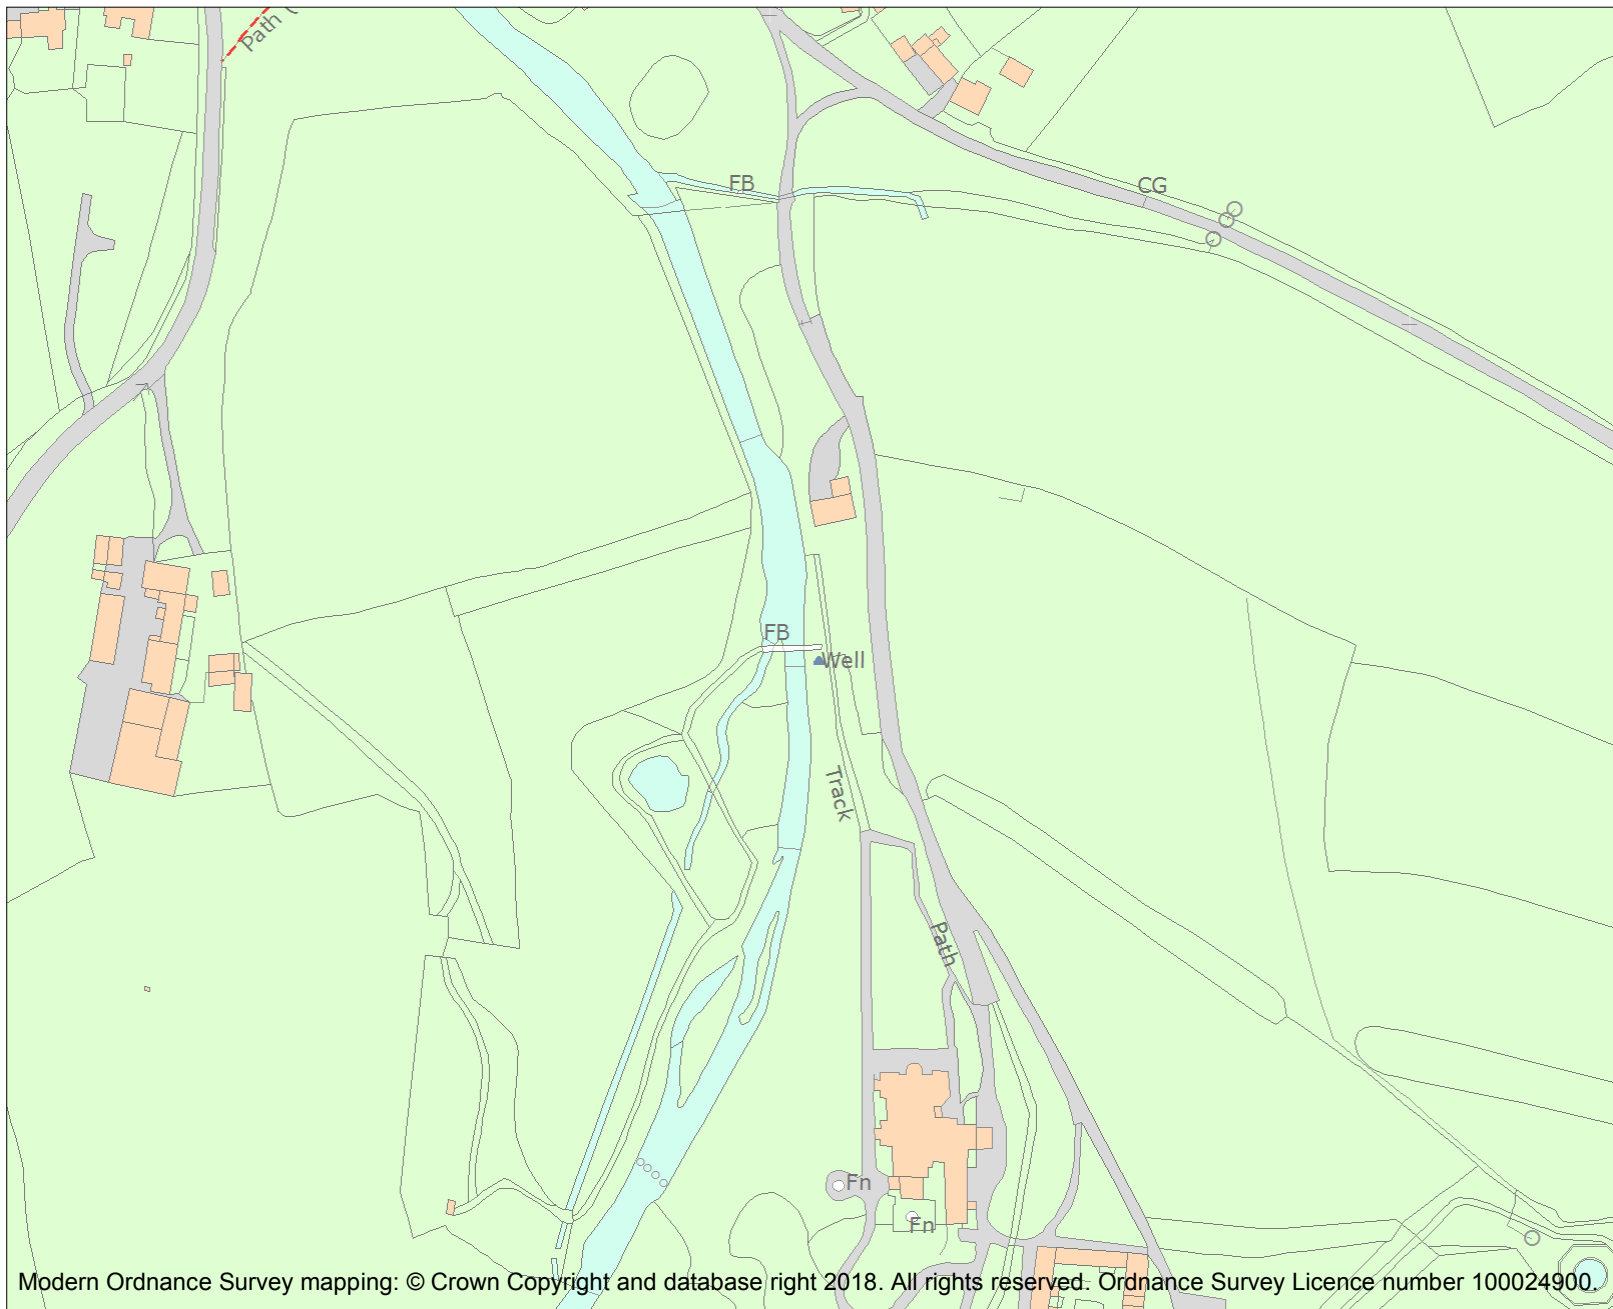 Path (
FB
CG
FB
Well
Track
Path
Fn
Fn
Modern Ordnance Survey mapping: © Crown Copyright and database right 2018. All rights reserved. Ordnance Survey Licence number 100024900.